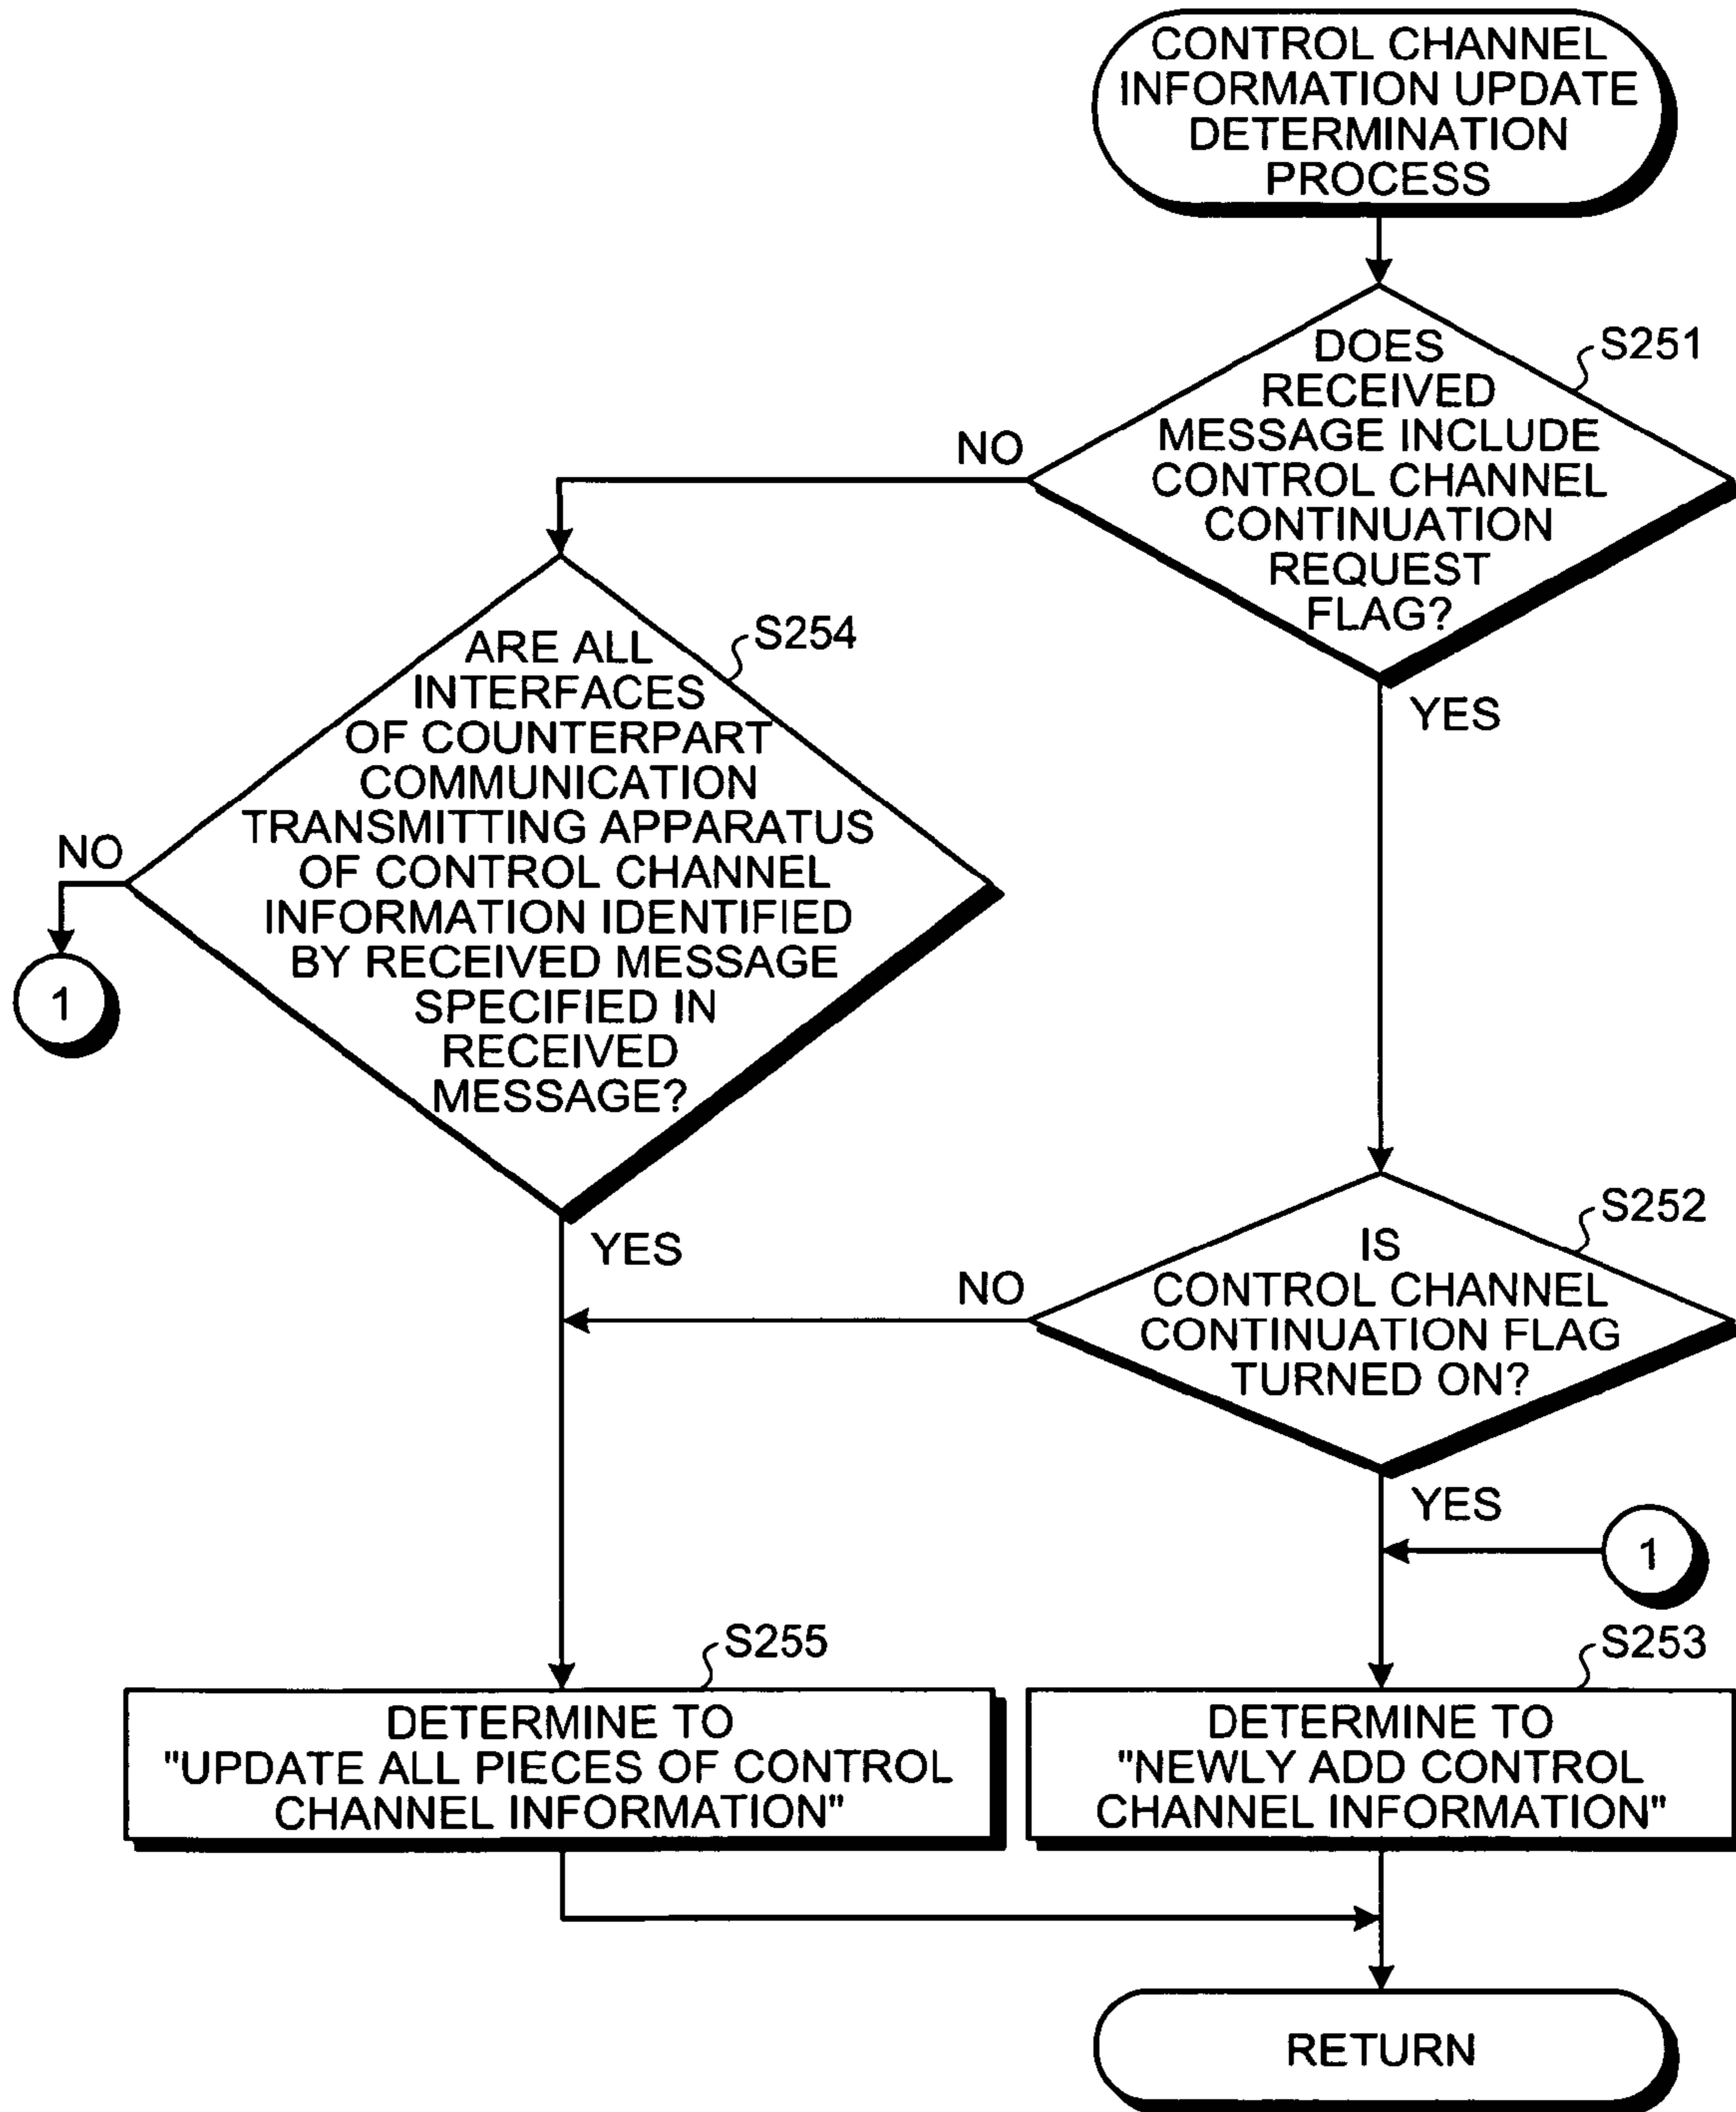 CONTROL CHANNEL
INFORMATION UPDATE
DETERMINATION
PROCESS
S251
DOES
RECEIVED
MESSAGE INCLUDE
CONTROL CHANNEL
CONTINUATION
REQUEST
FLAG?
NO
YES
S254
ARE ALL
INTERFACES
OF COUNTERPART
COMMUNICATION
TRANSMITTING APPARATUS
OF CONTROL CHANNEL
INFORMATION IDENTIFIED
BY RECEIVED MESSAGE
SPECIFIED IN
RECEIVED
MESSAGE?
NO
1
YES
S252
IS
CONTROL CHANNEL
CONTINUATION FLAG
TURNED ON?
NO
YES
1
S255
DETERMINE TO
"UPDATE ALL PIECES OF CONTROL
CHANNEL INFORMATION"
S253
DETERMINE TO
"NEWLY ADD CONTROL
CHANNEL INFORMATION"
RETURN